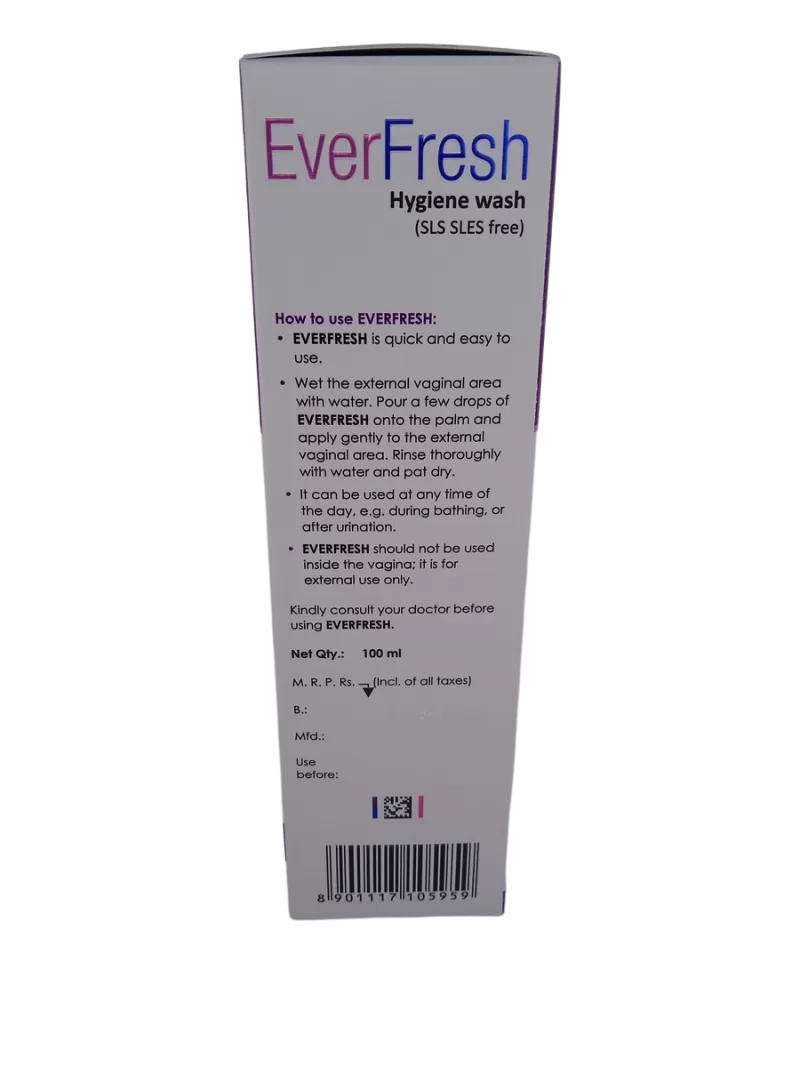 EverFresh
Hygiene wash
(SLS SLES free)
How to use EVERFRESH:
• EVERFRESH is quick and easy to
use.
• Wet the external vaginal area
with water. Pour a few drops of
EVERFRESH onto the palm and
apply gently to the external
vaginal area. Rinse thoroughly
with water and pat dry.
• It can be used at any time of
the day, e.g. during bathing, or
after urination.
• EVERFRESH should not be used
inside the vagina; it is for
external use only.
Kindly consult your doctor before
using EVERFRESH.
Net Qty.: 100 ml
M. R. P. Rs. (Incl. of all taxes)
B.:
Mfd.:
Use
before:
8 901117 105959